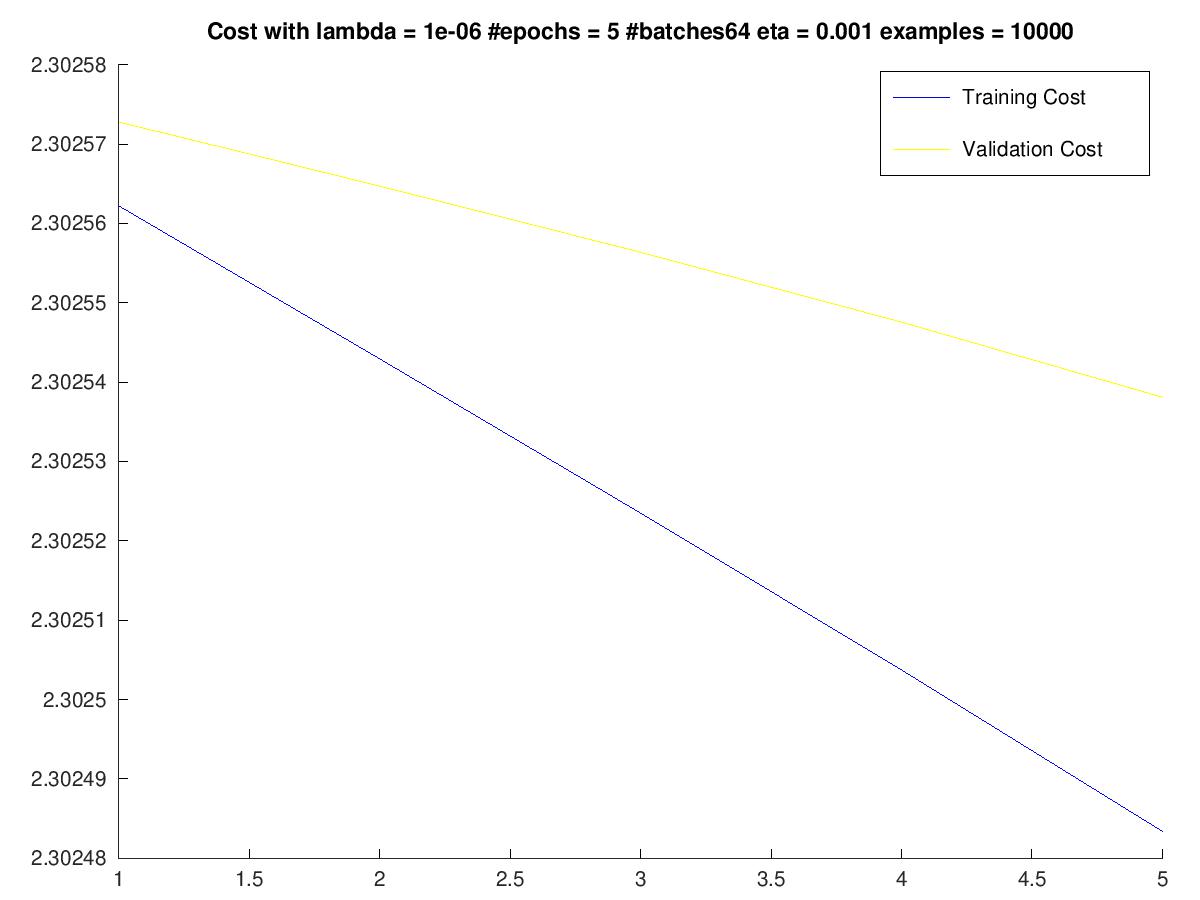 Cost with lambda = 1e-06 #epochs = 5 #batches64 eta = 0.001 examples = 10000
2.30258
2.30257
2.30256
2.30255
2.30254
2.30253
2.30252
2.30251
2.3025
2.30249
2.30248
Training Cost
Validation Cost
1 1.5 2 2.5 3 3.5 4 4.5 5